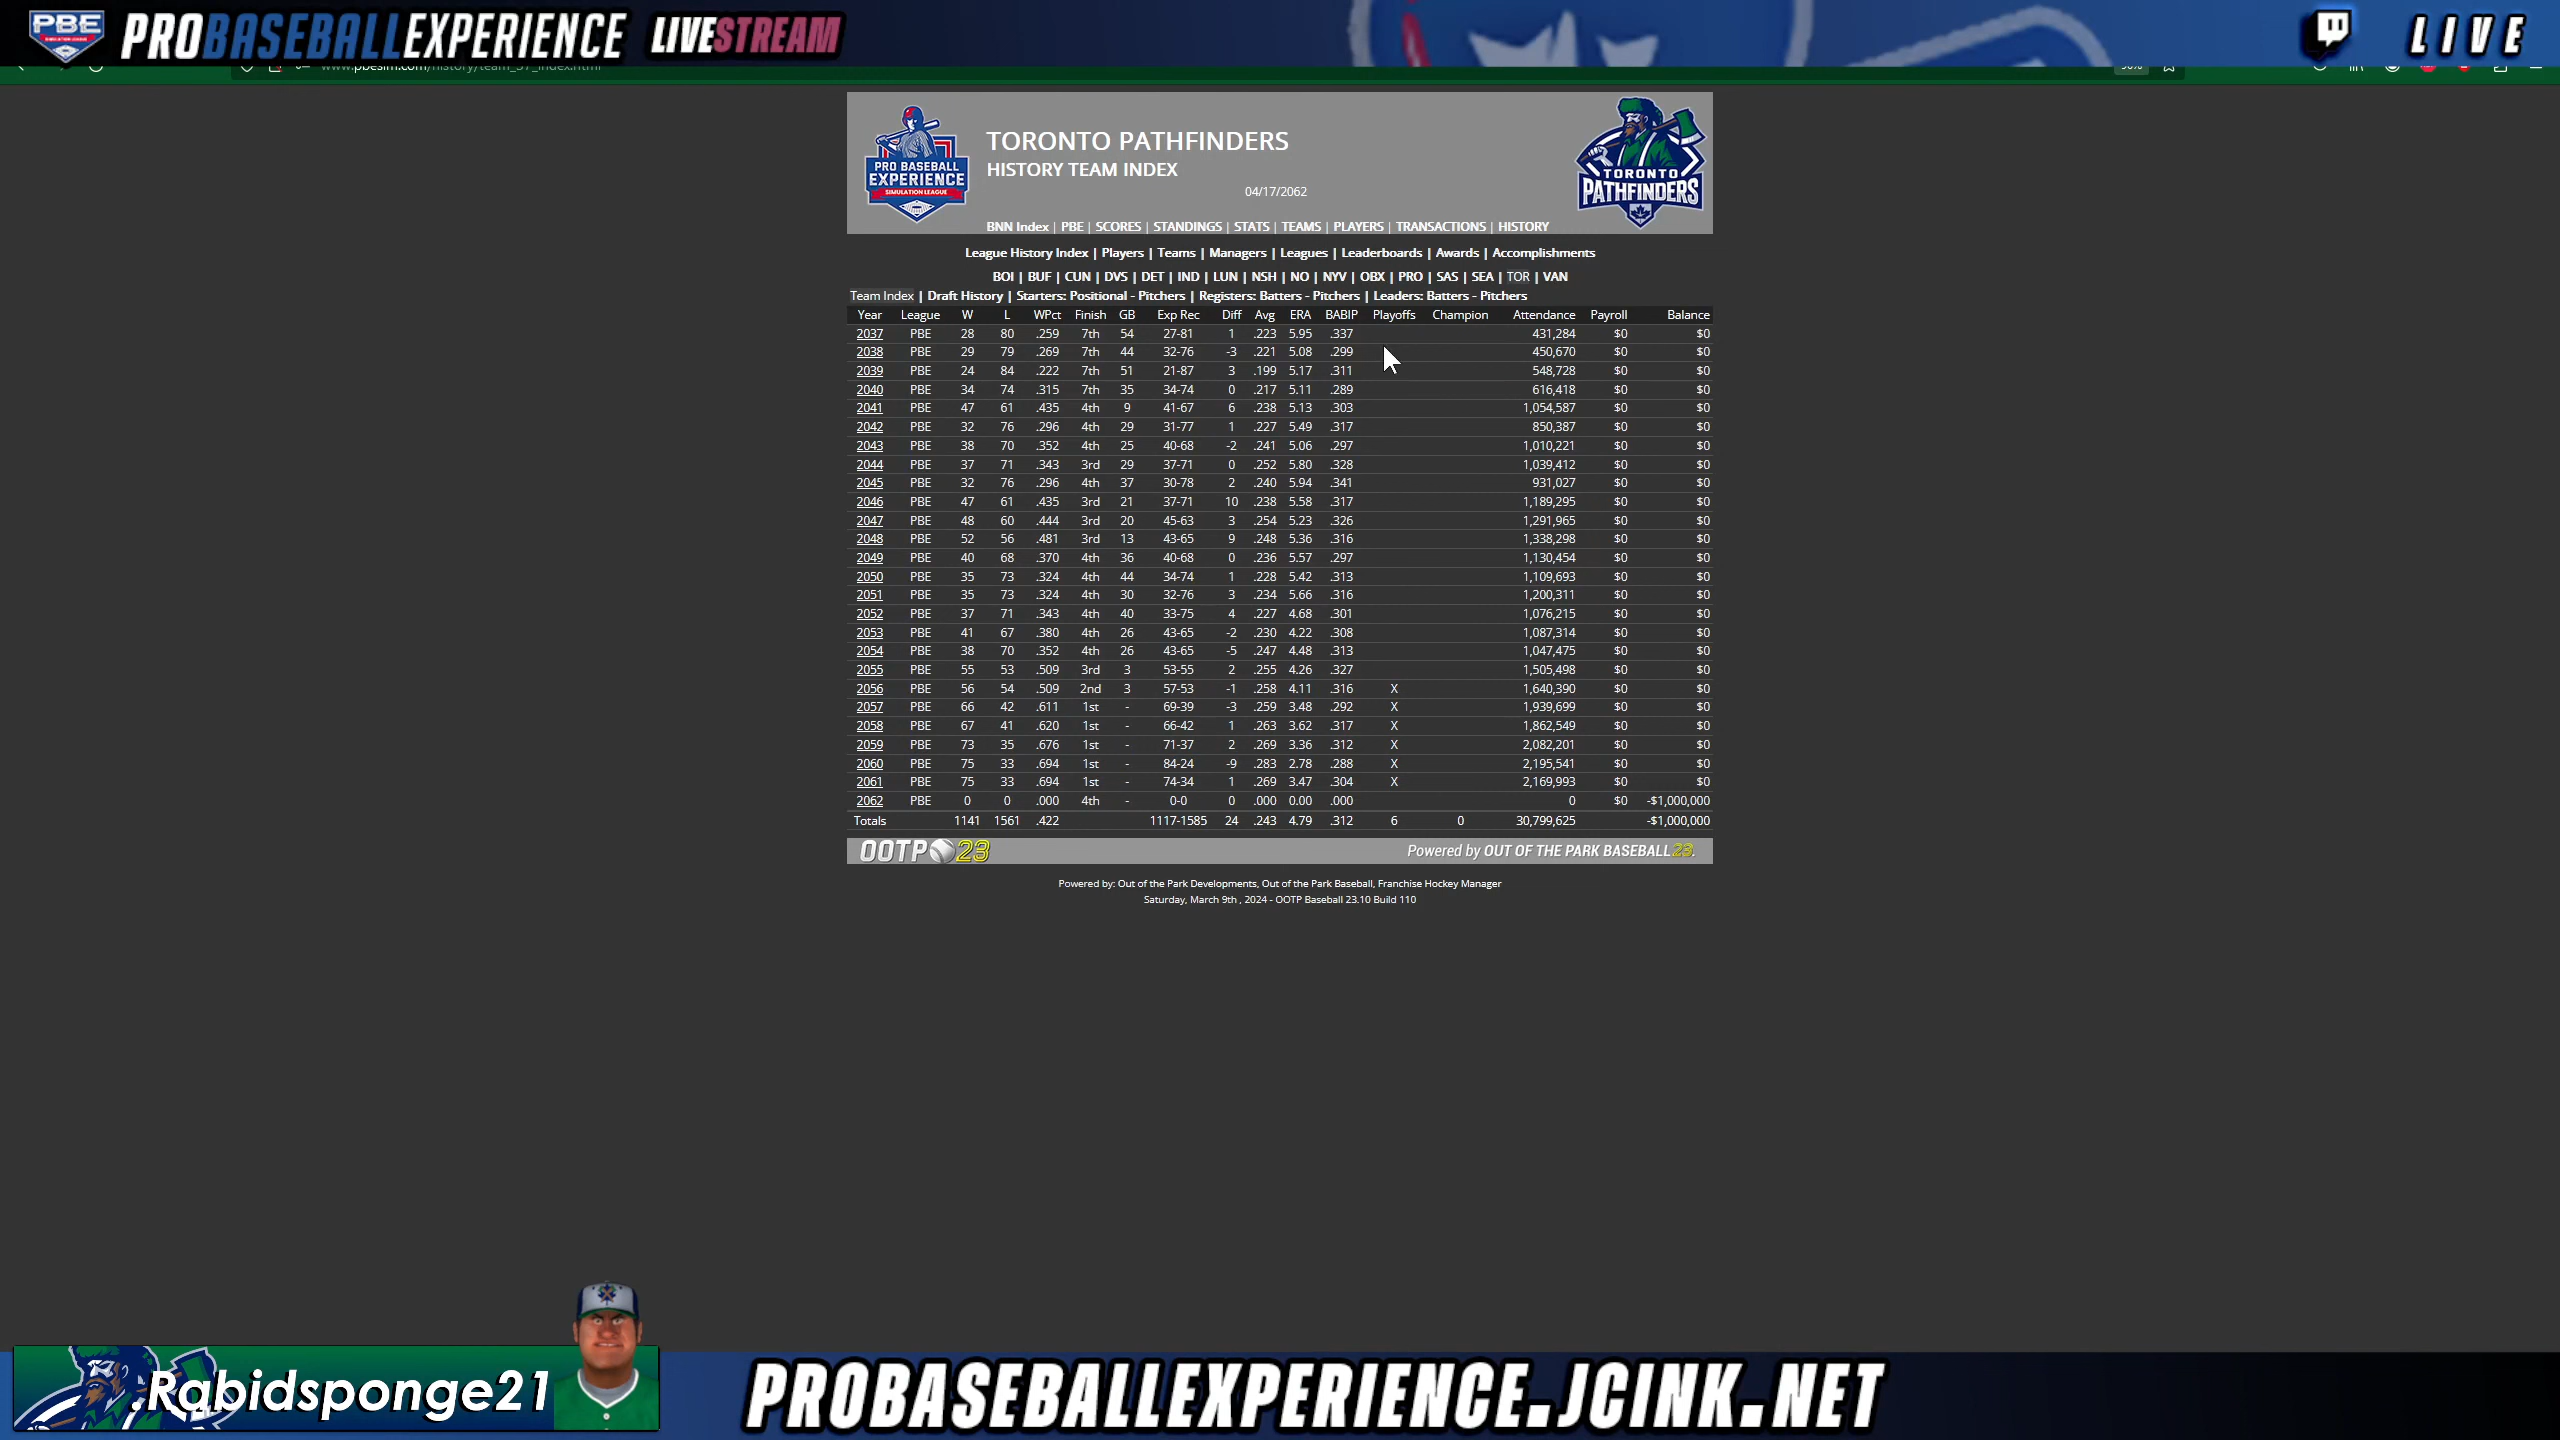 PBE PROBASEBALLEXPERIENCE LIVESTREAM LIVE
www.pbesim.com/history/team_37_index.html 90%
PRO BASEBALL
EXPERIENCE
SIMULATION LEAGUE
TORONTO PATHFINDERS
HISTORY TEAM INDEX
04/17/2062
TORONTO
PATHFINDERS
BNN Index | PBE | SCORES | STANDINGS | STATS | TEAMS | PLAYERS | TRANSACTIONS | HISTORY
League History Index | Players | Teams | Managers | Leagues | Leaderboards | Awards | Accomplishments
BOI | BUF | CUN | DVS | DET | IND | LUN | NSH | NO | NYV | OBX | PRO | SAS | SEA | TOR | VAN
Team Index | Draft History | Starters: Positional - Pitchers | Registers: Batters - Pitchers | Leaders: Batters - Pitchers
Year League W L WPct Finish GB Exp Rec Diff Avg ERA BABIP Playoffs Champion Attendance Payroll Balance
2037 PBE 28 80 .259 7th 54 27-81 1 .223 5.95 .337 431,284 $0 $0
2038 PBE 29 79 .269 7th 44 32-76 -3 .221 5.08 .299 450,670 $0 $0
2039 PBE 24 84 .222 7th 51 21-87 3 .199 5.17 .311 548,728 $0 $0
2040 PBE 34 74 .315 7th 35 34-74 0 .217 5.11 .289 616,418 $0 $0
2041 PBE 47 61 .435 4th 9 41-67 6 .238 5.13 .303 1,054,587 $0 $0
2042 PBE 32 76 .296 4th 29 31-77 1 .227 5.49 .317 850,387 $0 $0
2043 PBE 38 70 .352 4th 25 40-68 -2 .241 5.06 .297 1,010,221 $0 $0
2044 PBE 37 71 .343 3rd 29 37-71 0 .252 5.80 .328 1,039,412 $0 $0
2045 PBE 32 76 .296 4th 37 30-78 2 .240 5.94 .341 931,027 $0 $0
2046 PBE 47 61 .435 3rd 21 37-71 10 .238 5.58 .317 1,189,295 $0 $0
2047 PBE 48 60 .444 3rd 20 45-63 3 .254 5.23 .326 1,291,965 $0 $0
2048 PBE 52 56 .481 3rd 13 43-65 9 .248 5.36 .316 1,338,298 $0 $0
2049 PBE 40 68 .370 4th 36 40-68 0 .236 5.57 .297 1,130,454 $0 $0
2050 PBE 35 73 .324 4th 44 34-74 1 .228 5.42 .313 1,109,693 $0 $0
2051 PBE 35 73 .324 4th 30 32-76 3 .234 5.66 .316 1,200,311 $0 $0
2052 PBE 37 71 .343 4th 40 33-75 4 .227 4.68 .301 1,076,215 $0 $0
2053 PBE 41 67 .380 4th 26 43-65 -2 .230 4.22 .308 1,087,314 $0 $0
2054 PBE 38 70 .352 4th 26 43-65 -5 .247 4.48 .313 1,047,475 $0 $0
2055 PBE 55 53 .509 3rd 3 53-55 2 .255 4.26 .327 1,505,498 $0 $0
2056 PBE 56 54 .509 2nd 3 57-53 -1 .258 4.11 .316 X 1,640,390 $0 $0
2057 PBE 66 42 .611 1st - 69-39 -3 .259 3.48 .292 X 1,939,699 $0 $0
2058 PBE 67 41 .620 1st - 66-42 1 .263 3.62 .317 X 1,862,549 $0 $0
2059 PBE 73 35 .676 1st - 71-37 2 .269 3.36 .312 X 2,082,201 $0 $0
2060 PBE 75 33 .694 1st - 84-24 -9 .283 2.78 .288 X 2,195,541 $0 $0
2061 PBE 75 33 .694 1st - 74-34 1 .269 3.47 .304 X 2,169,993 $0 $0
2062 PBE 0 0 .000 4th - 0-0 0 .000 0.00 .000 0 $0 -$1,000,000
Totals 1141 1561 .422 1117-1585 24 .243 4.79 .312 6 0 30,799,625 -$1,000,000
OOTP 23 Powered by OUT OF THE PARK BASEBALL 23.
Powered by: Out of the Park Developments, Out of the Park Baseball, Franchise Hockey Manager
Saturday, March 9th , 2024 - OOTP Baseball 23.10 Build 110
.Rabidsponge21
PROBASEBALLEXPERIENCE.JCINK.NET